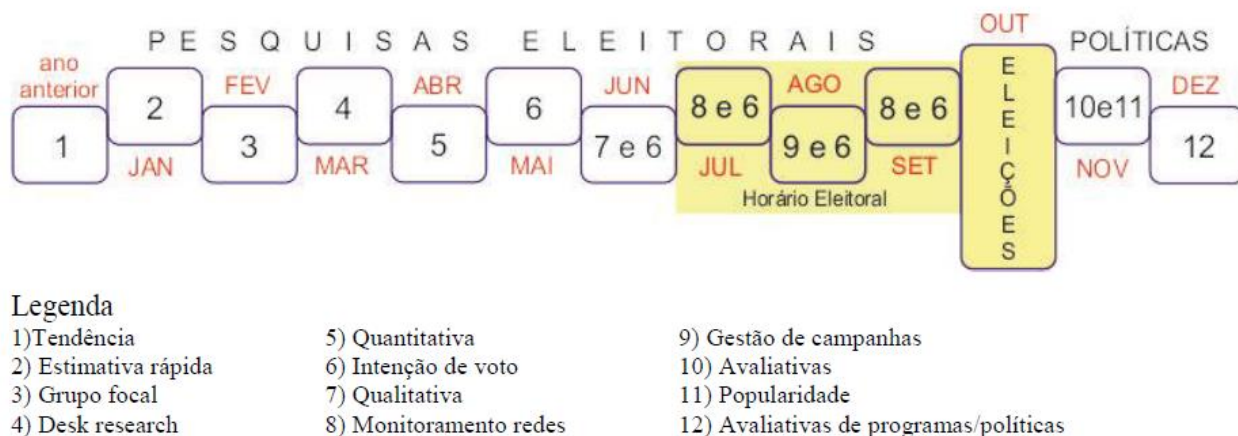 PESQUISAS ELEITORAIS
OUT
POLÍTICAS
ano
anterior
FEV
ABR
JUN
AGO
DEZ
1
2
3
4
5
6
7 e 6
8 e 6
9 e 6
8 e 6
ELEIÇÕES
10e11
12
JAN
MAR
MAI
JUL
SET
NOV
Horário Eleitoral
Legenda
1)Tendência
2) Estimativa rápida
3) Grupo focal
4) Desk research
5) Quantitativa
6) Intenção de voto
7) Qualitativa
8) Monitoramento redes
9) Gestão de campanhas
10) Avaliativas
11) Popularidade
12) Avaliativas de programas/políticas